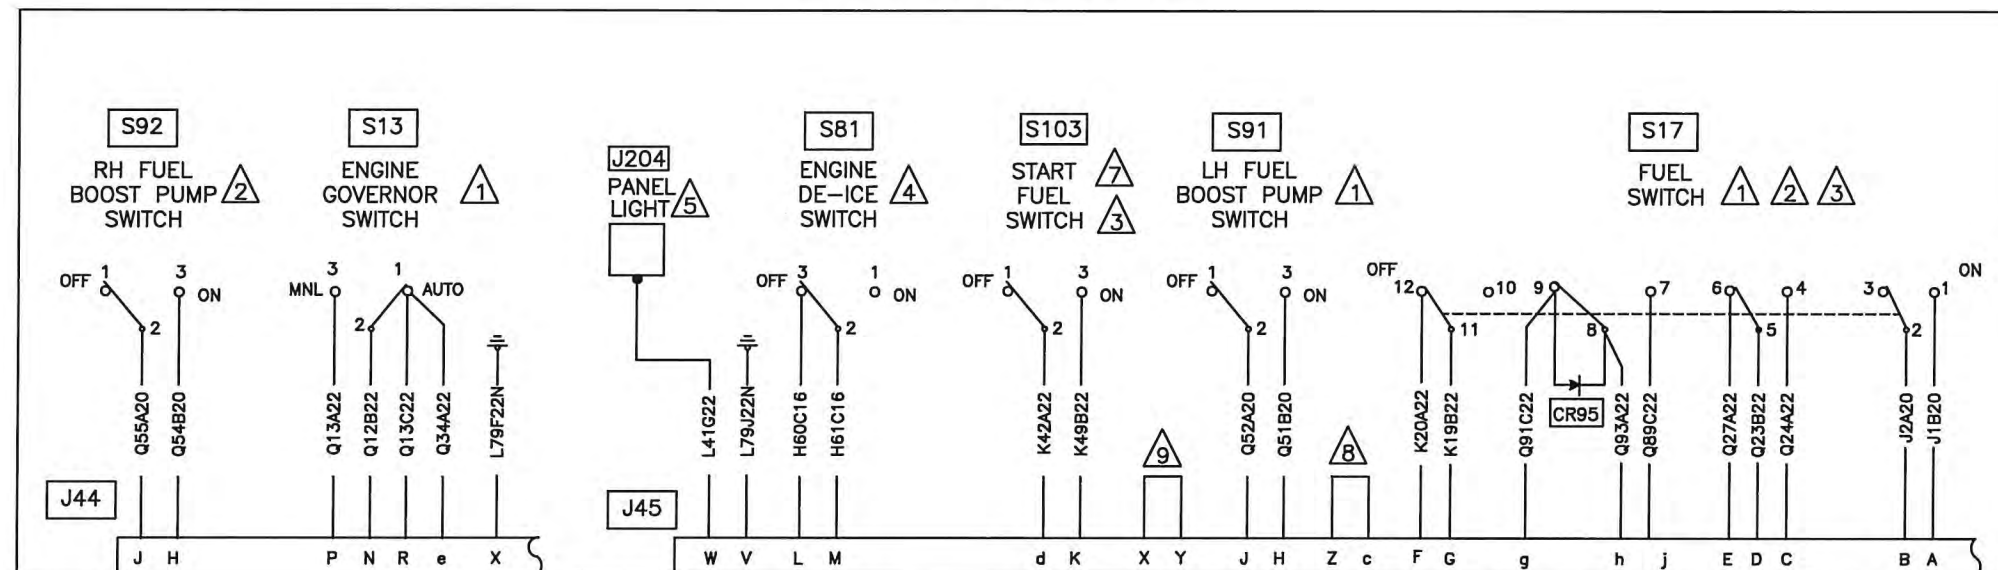 S92
RH FUEL
BOOST PUMP
SWITCH
2
S13
ENGINE
GOVERNOR
SWITCH
1
J204
PANEL
LIGHT
5
S81
ENGINE
DE-ICE
SWITCH
4
S103
START
FUEL
SWITCH
7
3
S91
LH FUEL
BOOST PUMP
SWITCH
1
S17
FUEL
SWITCH
1
2
3
OFF 1 3 ON
2
MNL 3 1 AUTO
2
OFF 3 1 ON
2
OFF 1 3 ON
2
OFF 1 3 ON
2
OFF 12 10 9 7 6 4 3 1 ON
11 8 5 2
CR95
Q55A20 Q54B20 Q13A22 Q12B22 Q13C22 Q34A22 L79F22N
L41G22 L79J22N H60C16 H61C16 K42A22 K49B22 Q52A20 Q51B20 K20A22 K19B22 Q91C22 Q93A22 Q89C22 Q27A22 Q23B22 Q24A22 J2A20 J1B20
9
8
J44
J H P N R e X
J45
W V L M d K X Y J H Z c F G g h j E D C B A